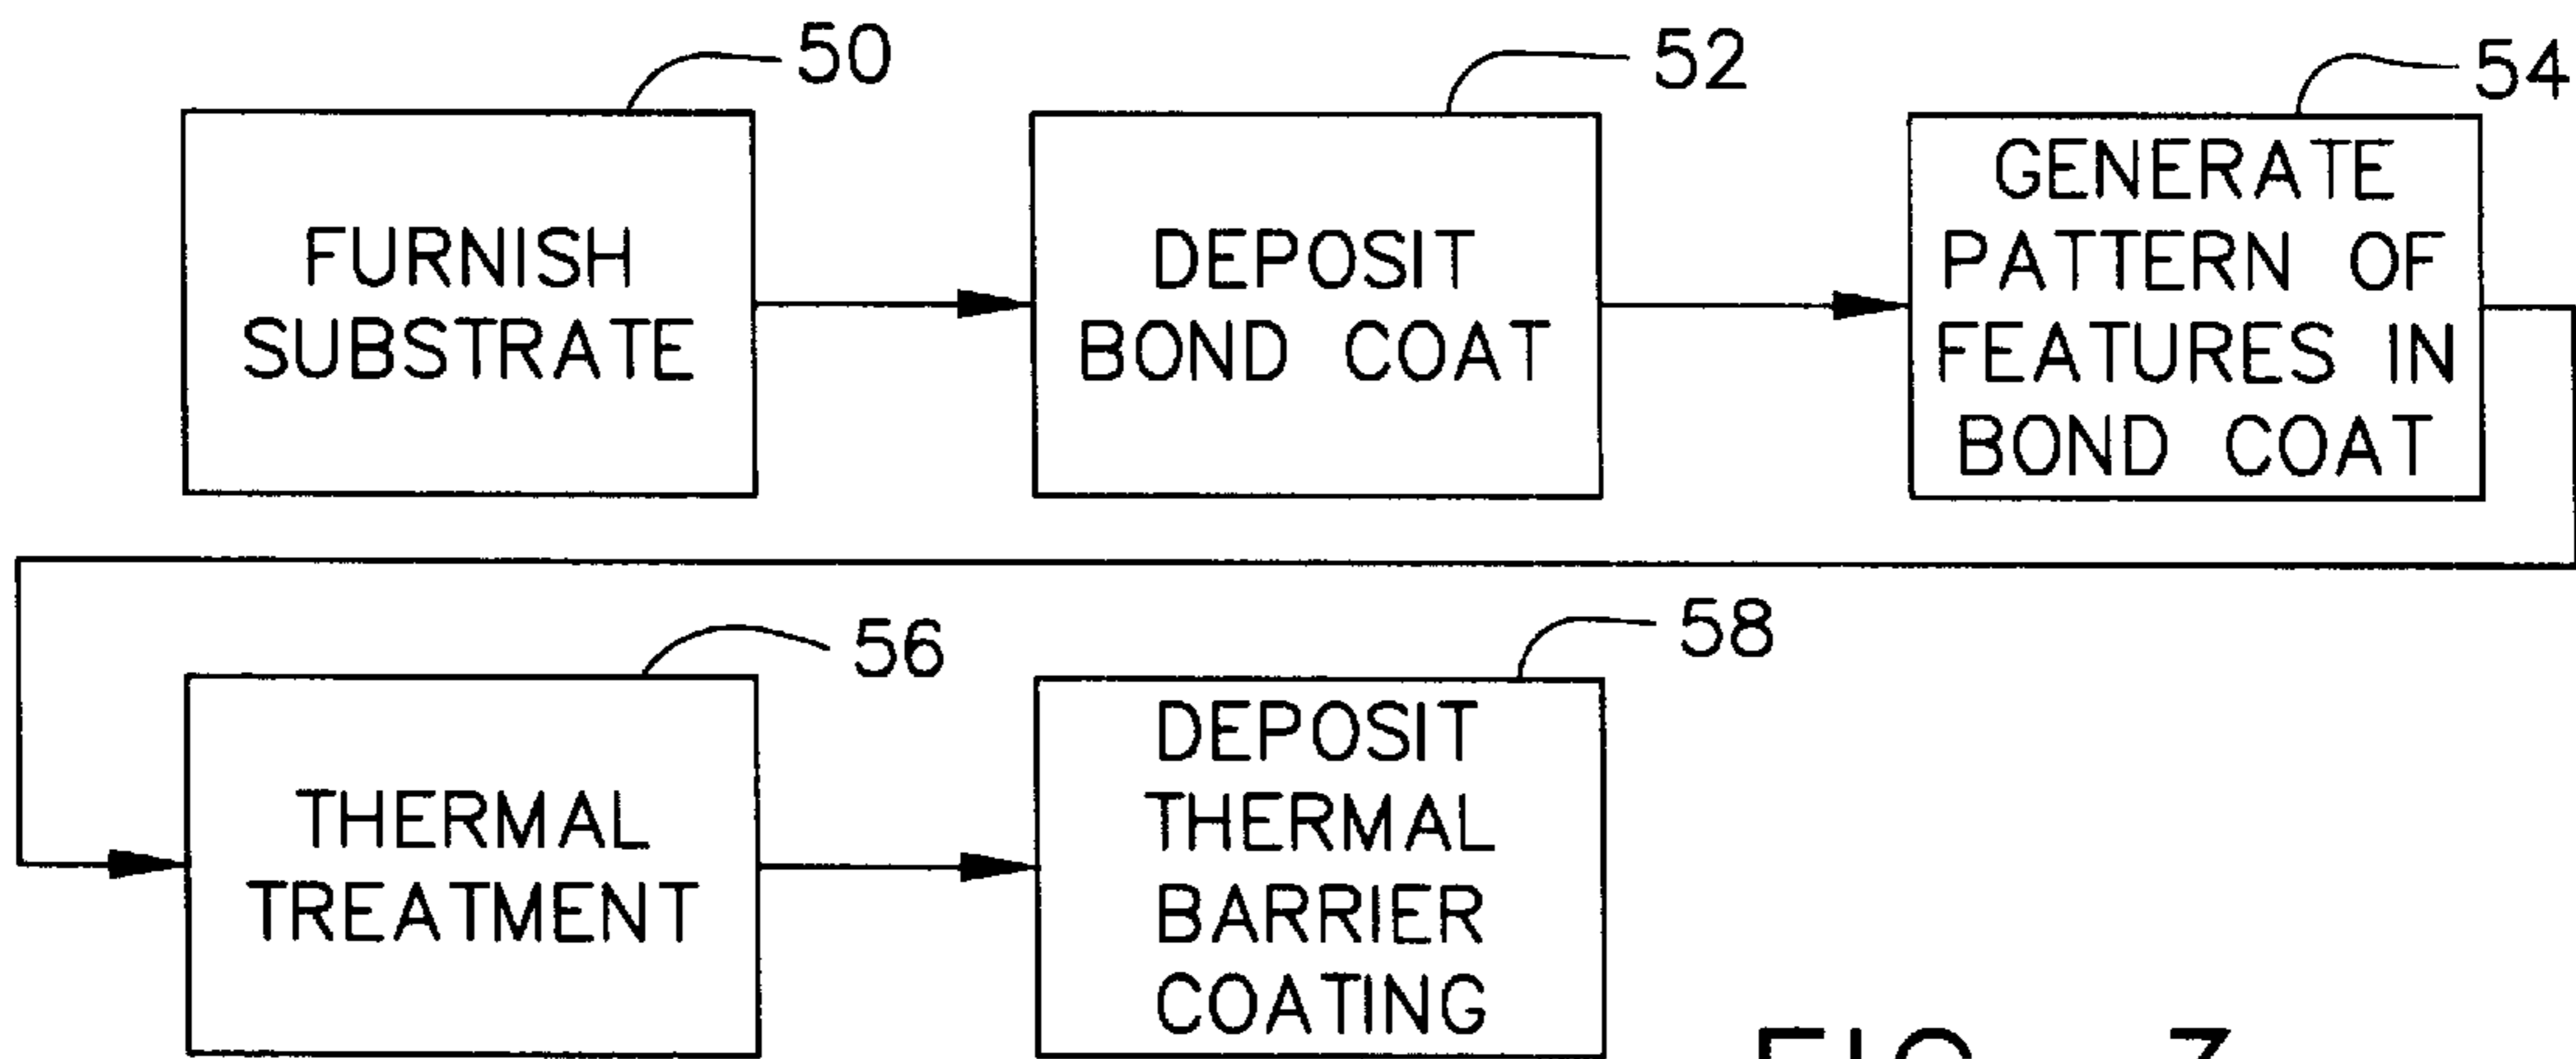 50
FURNISH
SUBSTRATE
52
DEPOSIT
BOND COAT
54
GENERATE
PATTERN OF
FEATURES IN
BOND COAT
56
THERMAL
TREATMENT
58
DEPOSIT
THERMAL
BARRIER
COATING
FIG